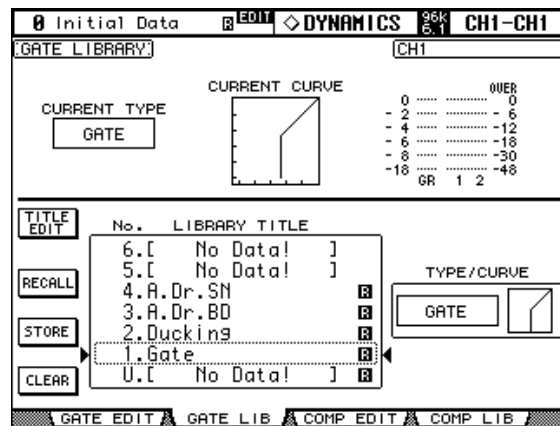 0 Initial Data R EDIT ◇DYNAMICS 96k 6.1 CH1-CH1
GATE LIBRARY
CH1
CURRENT TYPE
GATE
CURRENT CURVE
OVER
0 0
-2 -6
-4 -12
-6 -18
-8 -30
-18 -48
GR 1 2
TITLE EDIT
RECALL
STORE
CLEAR
No. LIBRARY TITLE
6.[ No Data! ]
5.[ No Data! ]
4.A.Dr.SN R
3.A.Dr.BD R
2.Ducking R
1.Gate R
U.[ No Data! ] R
TYPE/CURVE
GATE
GATE EDIT GATE LIB COMP EDIT COMP LIB